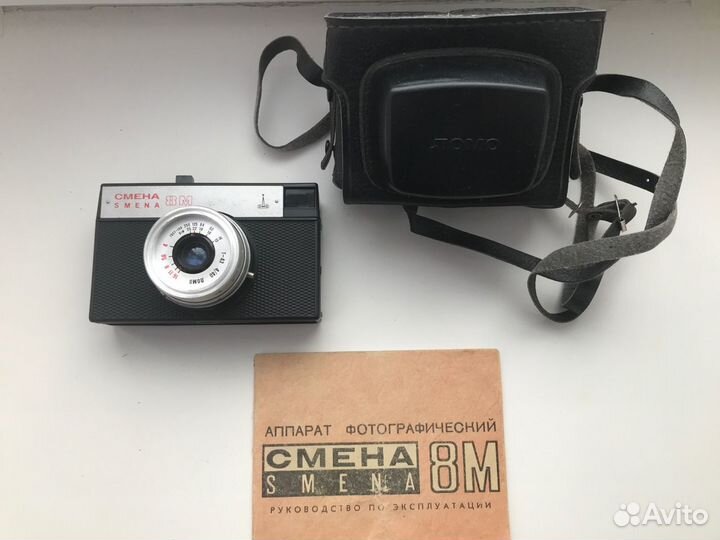 ЛОМО
СМЕНА 8М
SMENA
АППАРАТ ФОТОГРАФИЧЕСКИЙ
СМЕНА 8М
SMENA
РУКОВОДСТВО ПО ЭКСПЛУАТАЦИИ
Avito